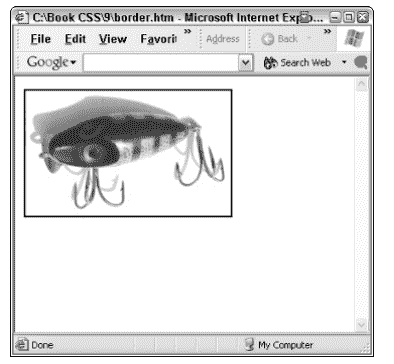 C:\Book CSS\9\border.htm - Microsoft Internet Exp
File Edit View Favorit » Address Back »
Google Search Web
Done My Computer